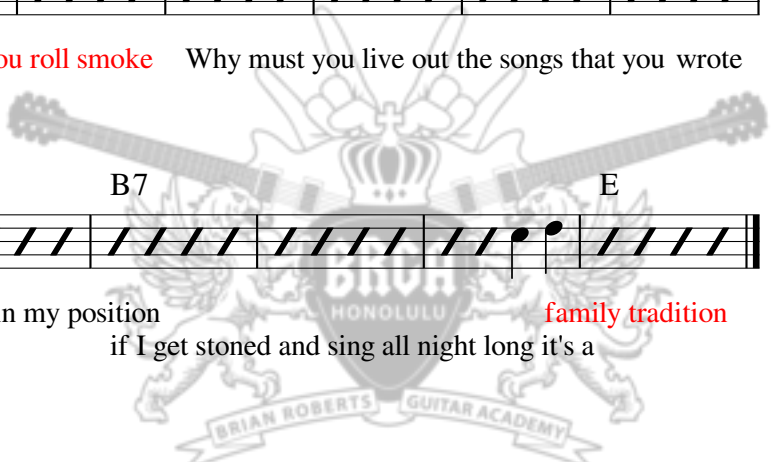 ou roll smoke Why must you live out the songs that you wrote
B7 E
n my position family tradition
if I get stoned and sing all night long it's a
BRGA
HONOLULU
BRIAN ROBERTS GUITAR ACADEMY